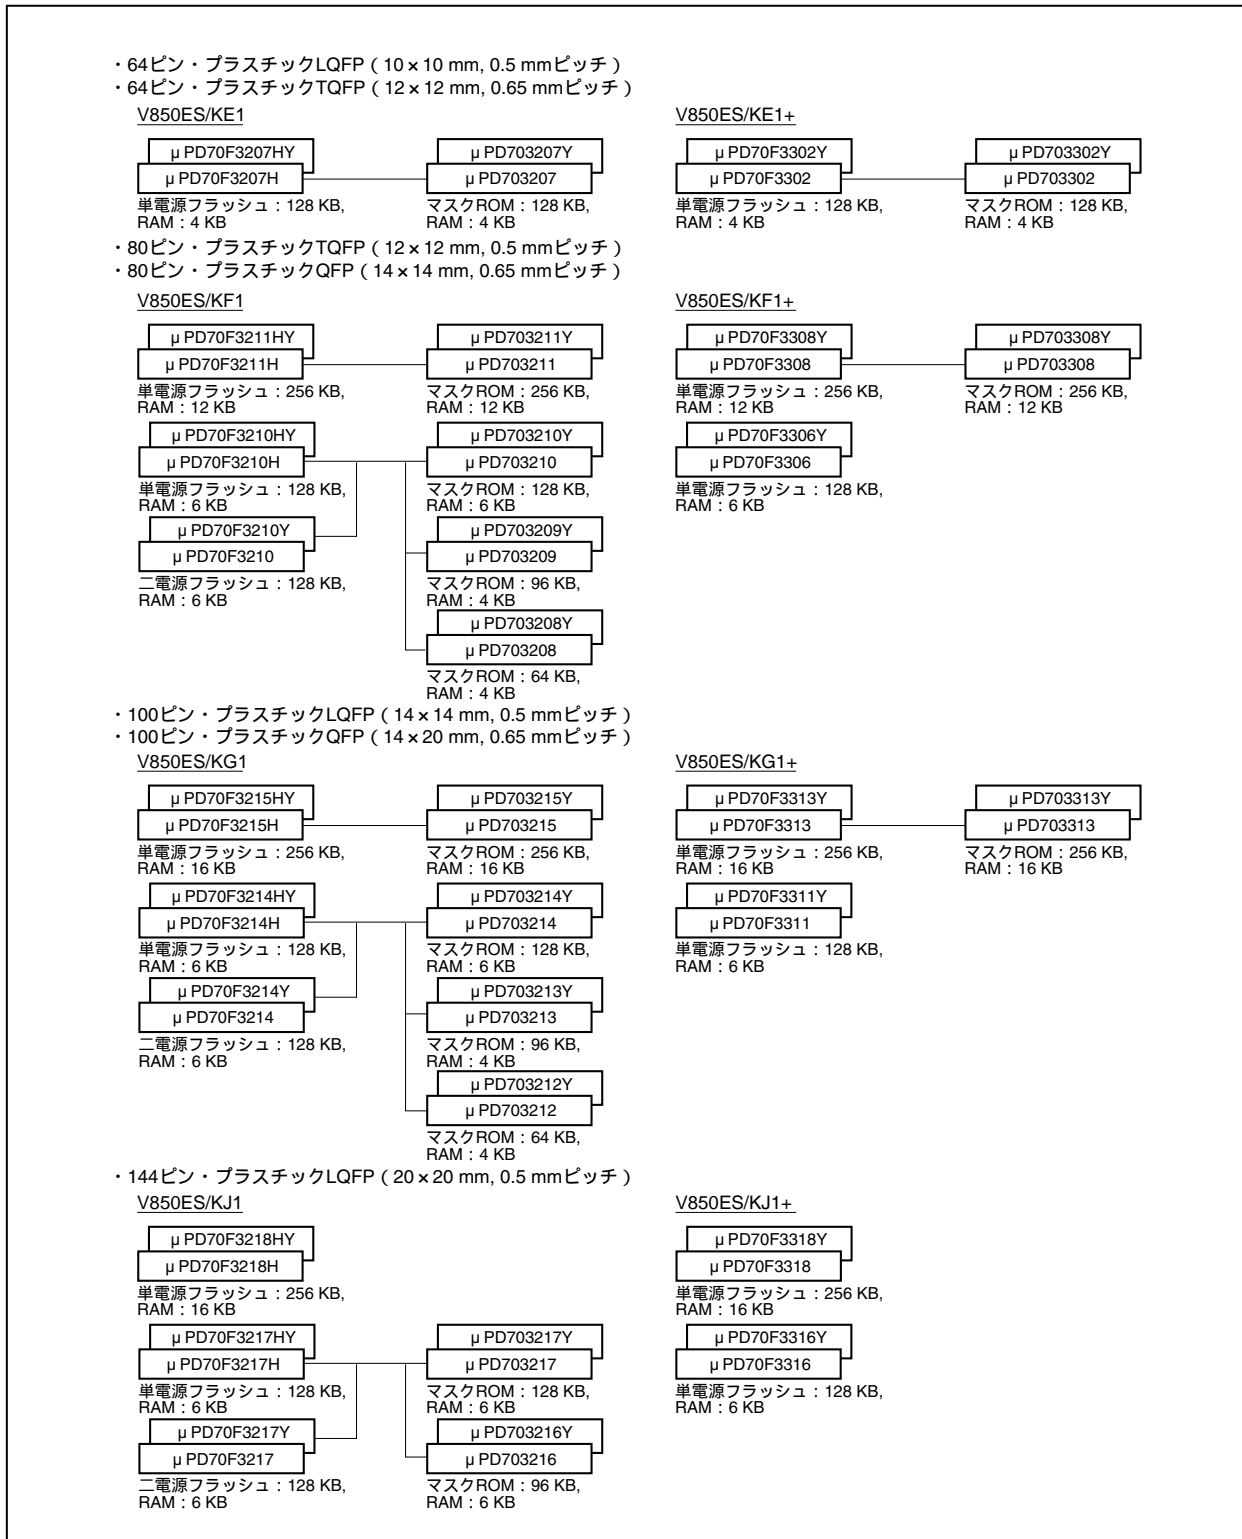 ・64ピン・プラスチックLQFP（10×10 mm, 0.5 mmピッチ）
・64ピン・プラスチックTQFP（12×12 mm, 0.65 mmピッチ）
V850ES/KE1
μPD70F3207HY
μPD70F3207H
単電源フラッシュ：128 KB,
RAM：4 KB
μPD703207Y
μPD703207
マスクROM：128 KB,
RAM：4 KB
V850ES/KE1+
μPD70F3302Y
μPD70F3302
単電源フラッシュ：128 KB,
RAM：4 KB
μPD703302Y
μPD703302
マスクROM：128 KB,
RAM：4 KB
・80ピン・プラスチックTQFP（12×12 mm, 0.5 mmピッチ）
・80ピン・プラスチックQFP（14×14 mm, 0.65 mmピッチ）
V850ES/KF1
μPD70F3211HY
μPD70F3211H
単電源フラッシュ：256 KB,
RAM：12 KB
μPD703211Y
μPD703211
マスクROM：256 KB,
RAM：12 KB
μPD70F3210HY
μPD70F3210H
単電源フラッシュ：128 KB,
RAM：6 KB
μPD703210Y
μPD703210
マスクROM：128 KB,
RAM：6 KB
μPD70F3210Y
μPD70F3210
二電源フラッシュ：128 KB,
RAM：6 KB
μPD703209Y
μPD703209
マスクROM：96 KB,
RAM：4 KB
μPD703208Y
μPD703208
マスクROM：64 KB,
RAM：4 KB
V850ES/KF1+
μPD70F3308Y
μPD70F3308
単電源フラッシュ：256 KB,
RAM：12 KB
μPD703308Y
μPD703308
マスクROM：256 KB,
RAM：12 KB
μPD70F3306Y
μPD70F3306
単電源フラッシュ：128 KB,
RAM：6 KB
・100ピン・プラスチックLQFP（14×14 mm, 0.5 mmピッチ）
・100ピン・プラスチックQFP（14×20 mm, 0.65 mmピッチ）
V850ES/KG1
μPD70F3215HY
μPD70F3215H
単電源フラッシュ：256 KB,
RAM：16 KB
μPD703215Y
μPD703215
マスクROM：256 KB,
RAM：16 KB
μPD70F3214HY
μPD70F3214H
単電源フラッシュ：128 KB,
RAM：6 KB
μPD703214Y
μPD703214
マスクROM：128 KB,
RAM：6 KB
μPD70F3214Y
μPD70F3214
二電源フラッシュ：128 KB,
RAM：6 KB
μPD703213Y
μPD703213
マスクROM：96 KB,
RAM：4 KB
μPD703212Y
μPD703212
マスクROM：64 KB,
RAM：4 KB
V850ES/KG1+
μPD70F3313Y
μPD70F3313
単電源フラッシュ：256 KB,
RAM：16 KB
μPD703313Y
μPD703313
マスクROM：256 KB,
RAM：16 KB
μPD70F3311Y
μPD70F3311
単電源フラッシュ：128 KB,
RAM：6 KB
・144ピン・プラスチックLQFP（20×20 mm, 0.5 mmピッチ）
V850ES/KJ1
μPD70F3218HY
μPD70F3218H
単電源フラッシュ：256 KB,
RAM：16 KB
μPD70F3217HY
μPD70F3217H
単電源フラッシュ：128 KB,
RAM：6 KB
μPD703217Y
μPD703217
マスクROM：128 KB,
RAM：6 KB
μPD70F3217Y
μPD70F3217
二電源フラッシュ：128 KB,
RAM：6 KB
μPD703216Y
μPD703216
マスクROM：96 KB,
RAM：6 KB
V850ES/KJ1+
μPD70F3318Y
μPD70F3318
単電源フラッシュ：256 KB,
RAM：16 KB
μPD70F3316Y
μPD70F3316
単電源フラッシュ：128 KB,
RAM：6 KB